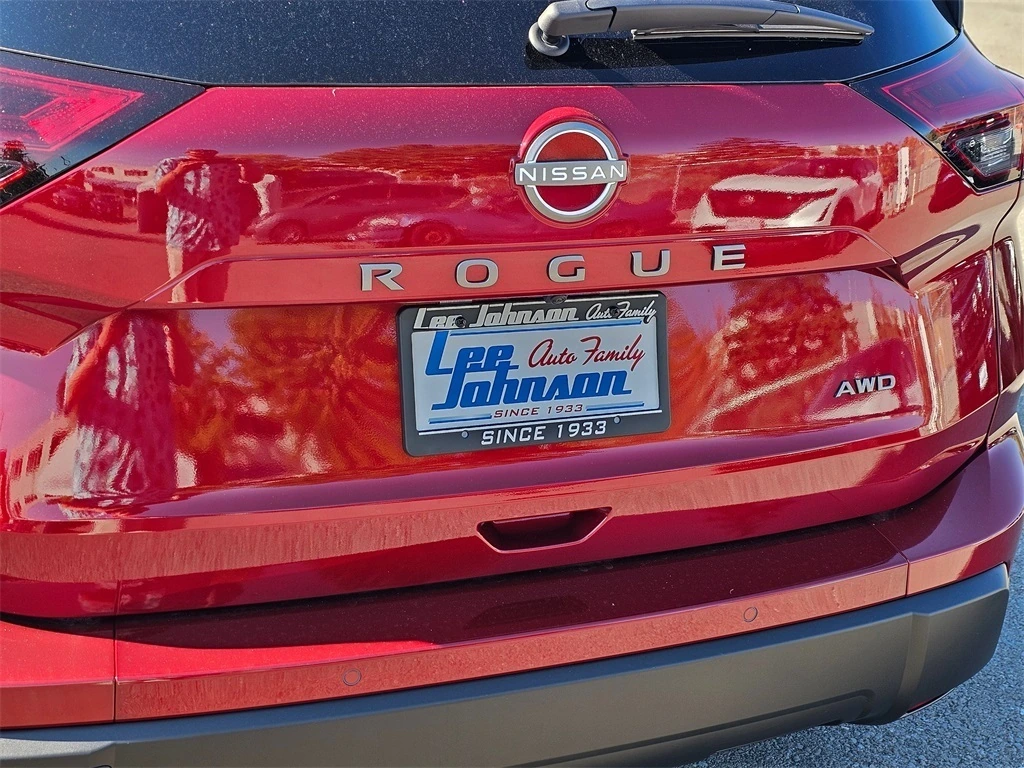 NISSAN
ROGUE
Lee Johnson Auto Family
Lee Auto Family
Johnson
SINCE 1933
SINCE 1933
AWD